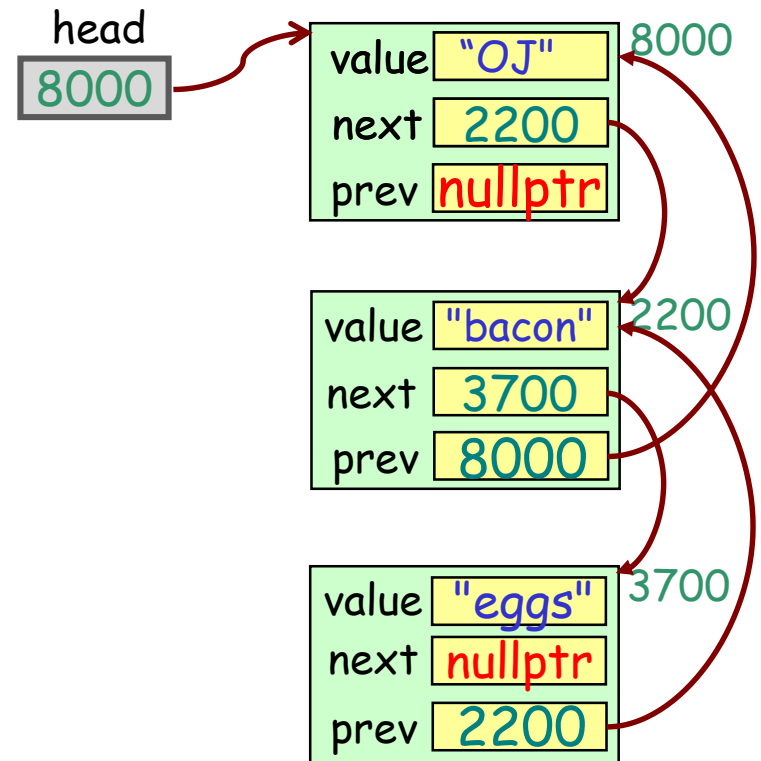 head
8000
8000
value “OJ"
next 2200
prev nullptr
2200
value "bacon"
next 3700
prev 8000
3700
value "eggs"
next nullptr
prev 2200